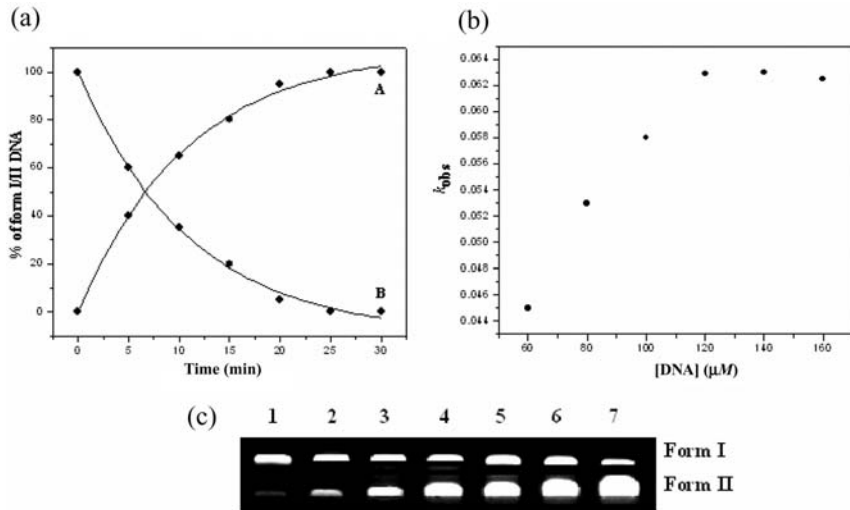 (a)
% of form I/II DNA
100
80
60
40
20
0
A
B
0 5 10 15 20 25 30
Time (min)
(b)
kobs
0.064
0.062
0.060
0.058
0.056
0.054
0.052
0.050
0.048
0.046
0.044
60 80 100 120 140 160
[DNA] (μM)
(c)
1 2 3 4 5 6 7
Form I
Form II